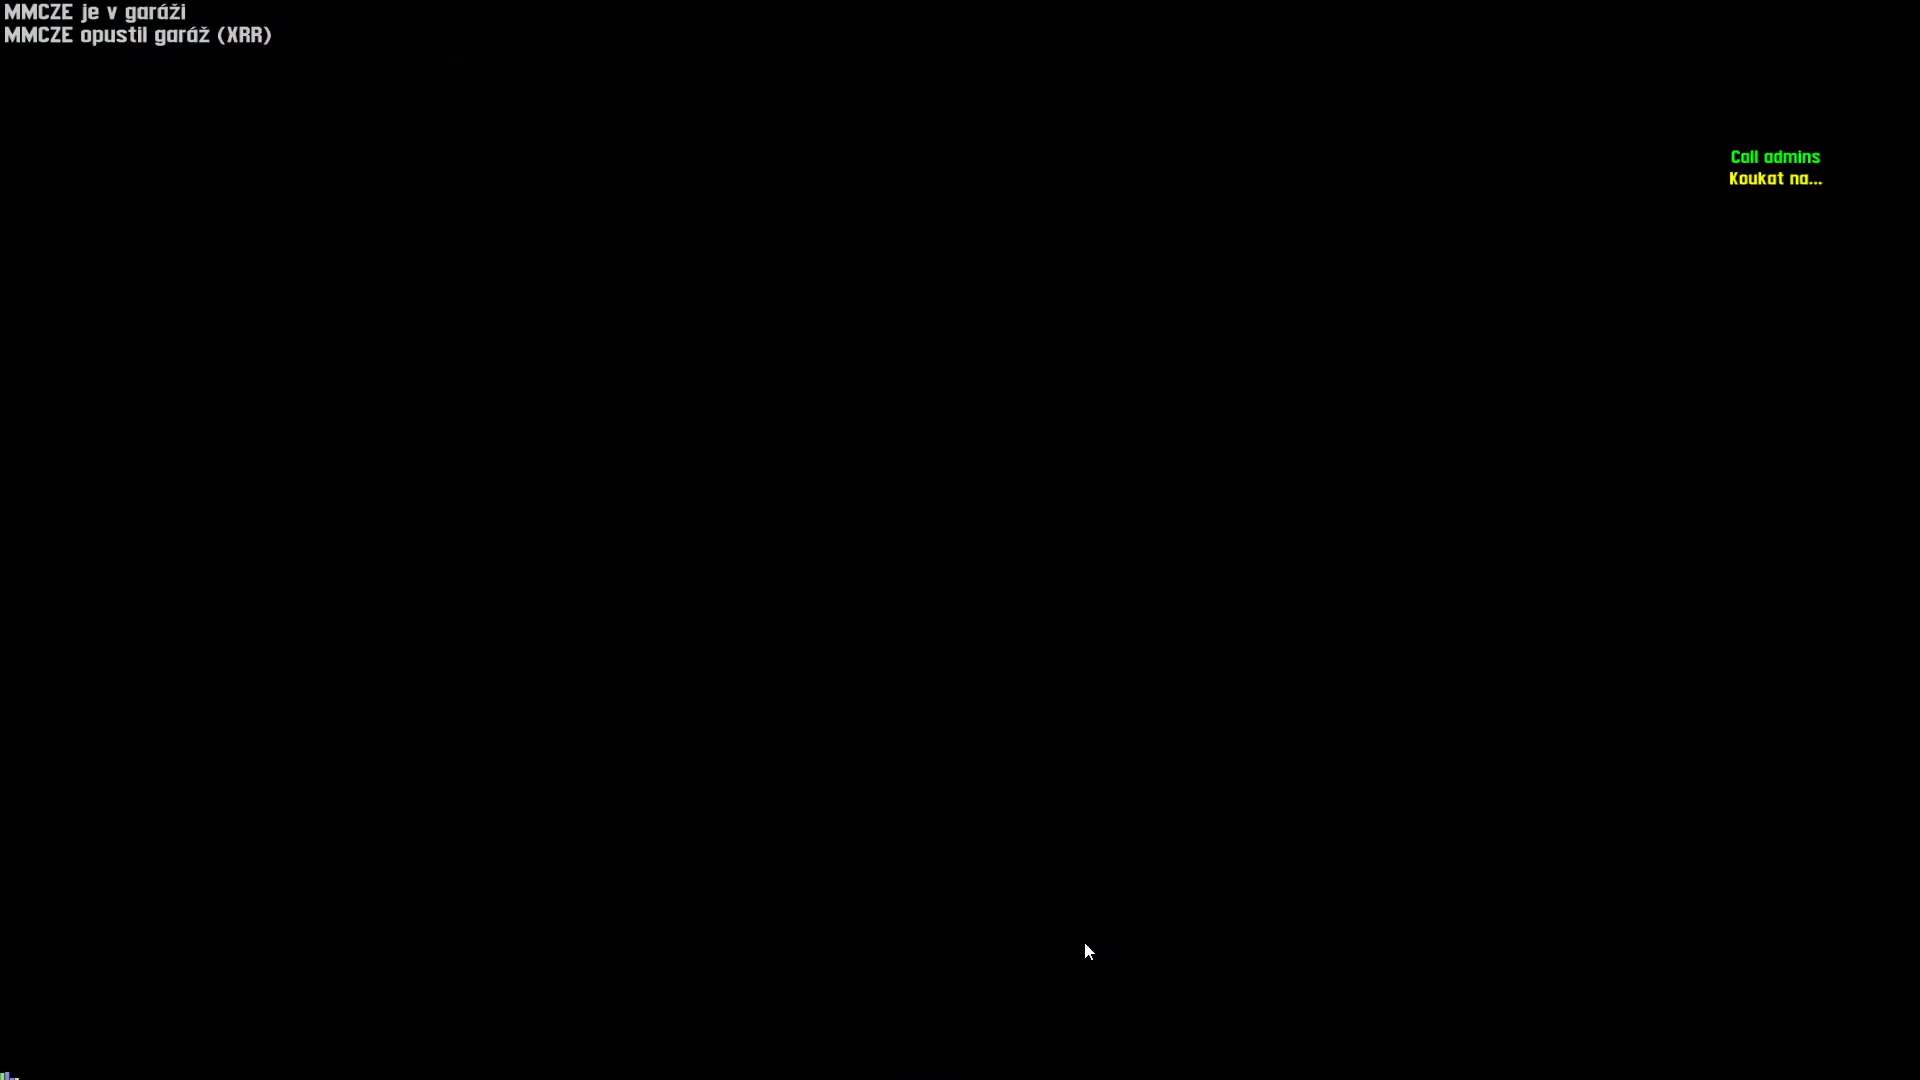 MMCZE je v garáži
MMCZE opustil garáž (XRR)
Call admins
Koukat na...